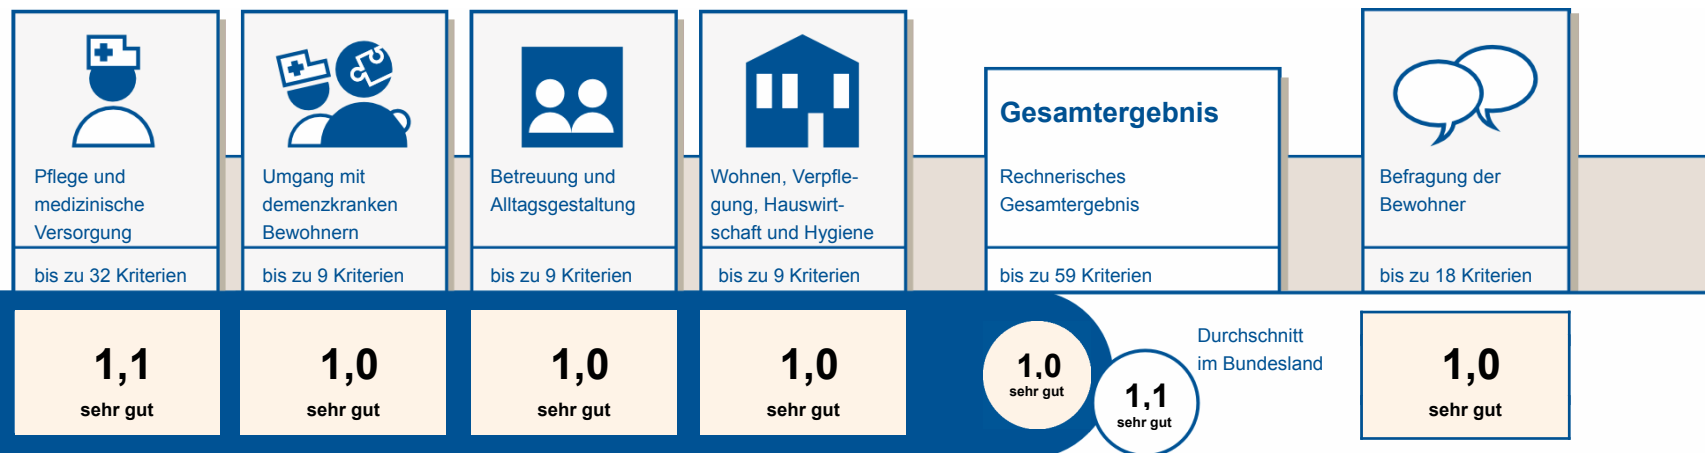 Pflege und
medizinische
Versorgung
bis zu 32 Kriterien
1,1
sehr gut
Umgang mit
demenzkranken
Bewohnern
bis zu 9 Kriterien
1,0
sehr gut
Betreuung und
Alltagsgestaltung
bis zu 9 Kriterien
1,0
sehr gut
Wohnen, Verpfle-
gung, Hauswirt-
schaft und Hygiene
bis zu 9 Kriterien
1,0
sehr gut
Gesamtergebnis
Rechnerisches
Gesamtergebnis
bis zu 59 Kriterien
1,0
sehr gut
1,1
sehr gut
Durchschnitt
im Bundesland
Befragung der
Bewohner
bis zu 18 Kriterien
1,0
sehr gut